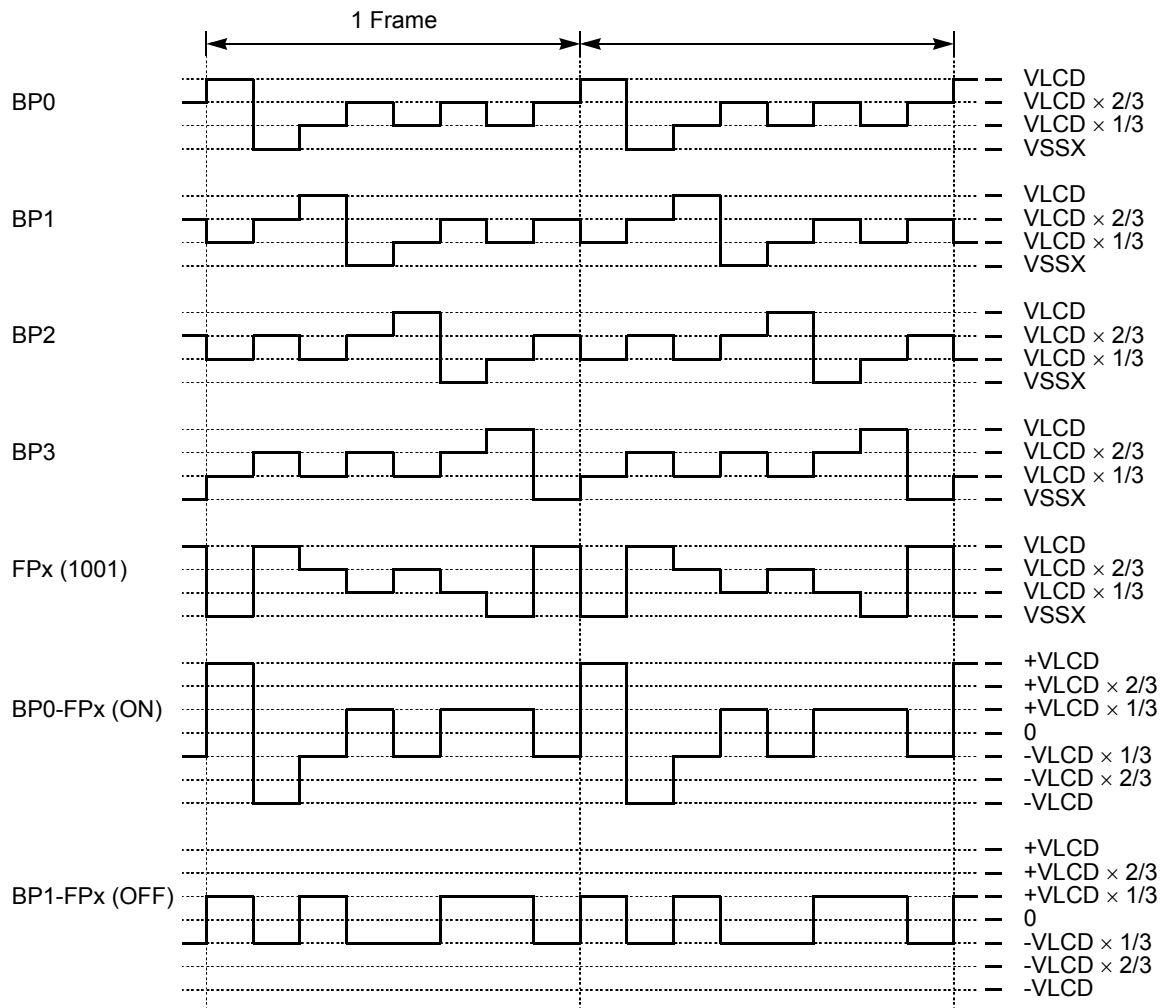 1 Frame
BP0
VLCD
VLCD × 2/3
VLCD × 1/3
VSSX
BP1
VLCD
VLCD × 2/3
VLCD × 1/3
VSSX
BP2
VLCD
VLCD × 2/3
VLCD × 1/3
VSSX
BP3
VLCD
VLCD × 2/3
VLCD × 1/3
VSSX
FPx (1001)
VLCD
VLCD × 2/3
VLCD × 1/3
VSSX
BP0-FPx (ON)
+VLCD
+VLCD × 2/3
+VLCD × 1/3
0
-VLCD × 1/3
-VLCD × 2/3
-VLCD
BP1-FPx (OFF)
+VLCD
+VLCD × 2/3
+VLCD × 1/3
0
-VLCD × 1/3
-VLCD × 2/3
-VLCD